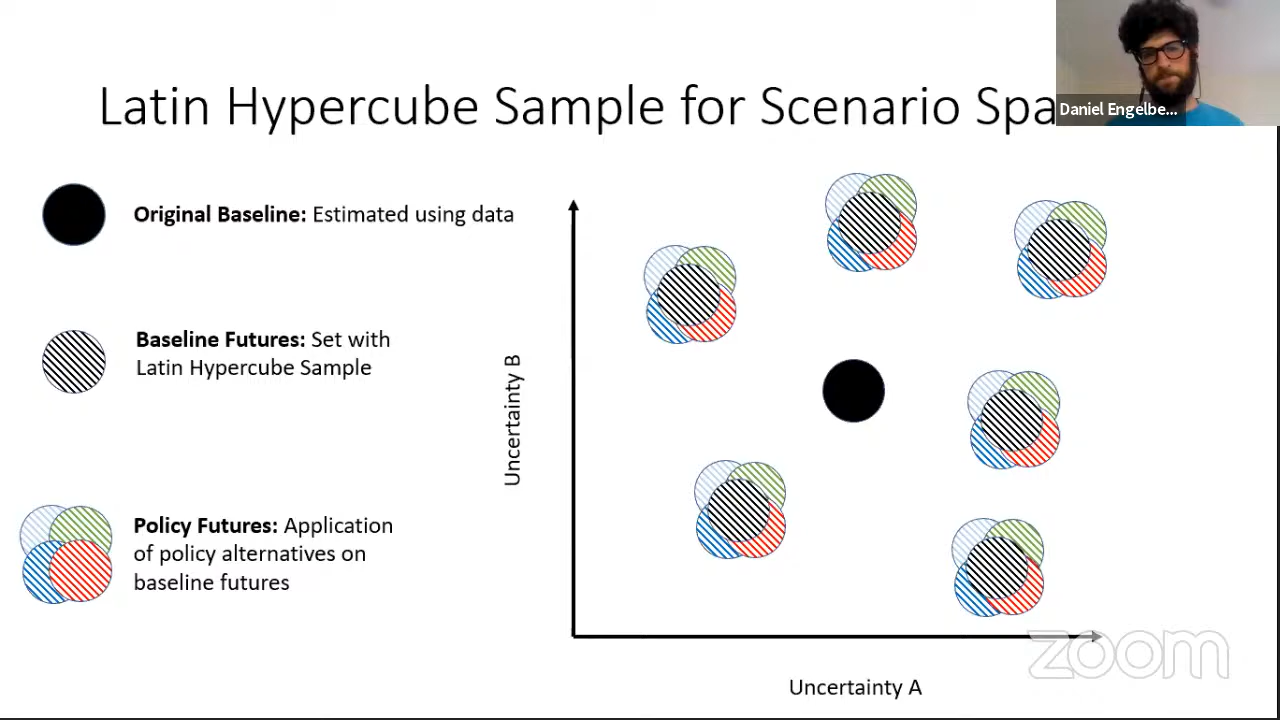 Latin Hypercube Sample for Scenario Spa
Daniel Engelbe...
Original Baseline: Estimated using data
Baseline Futures: Set with
Latin Hypercube Sample
Policy Futures: Application
of policy alternatives on
baseline futures
Uncertainty B
Uncertainty A
zoom